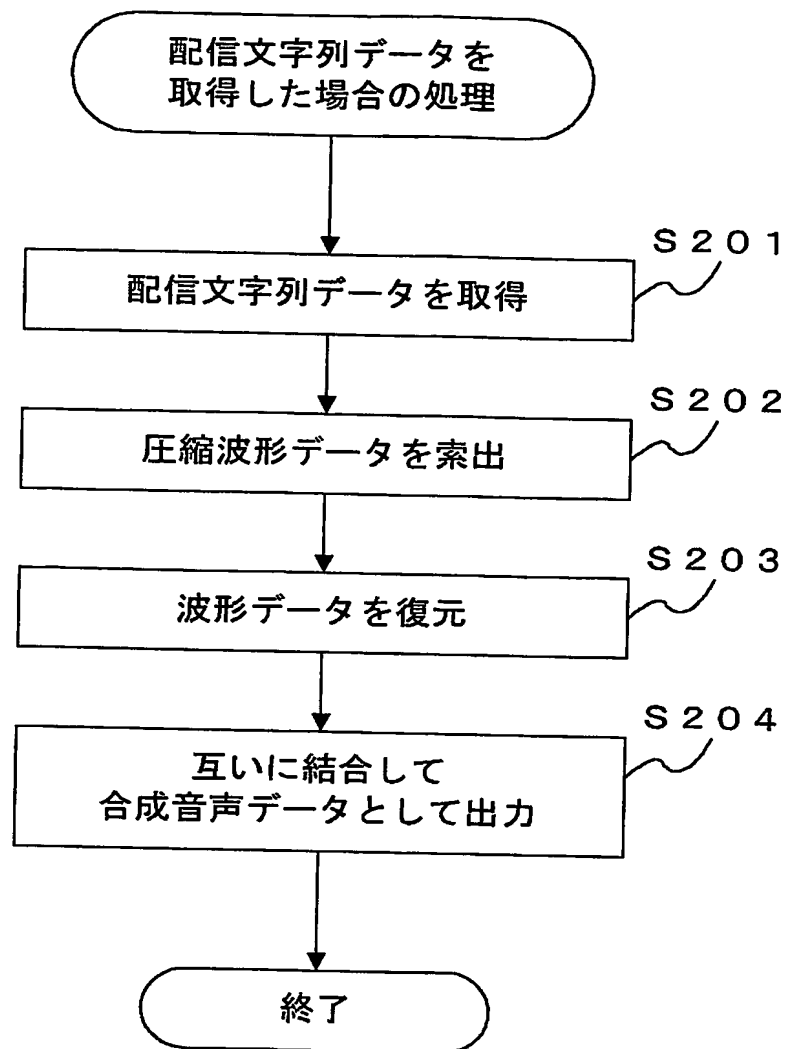 配信文字列データを
取得した場合の処理
S201
配信文字列データを取得
S202
圧縮波形データを索出
S203
波形データを復元
S204
互いに結合して
合成音声データとして出力
終了